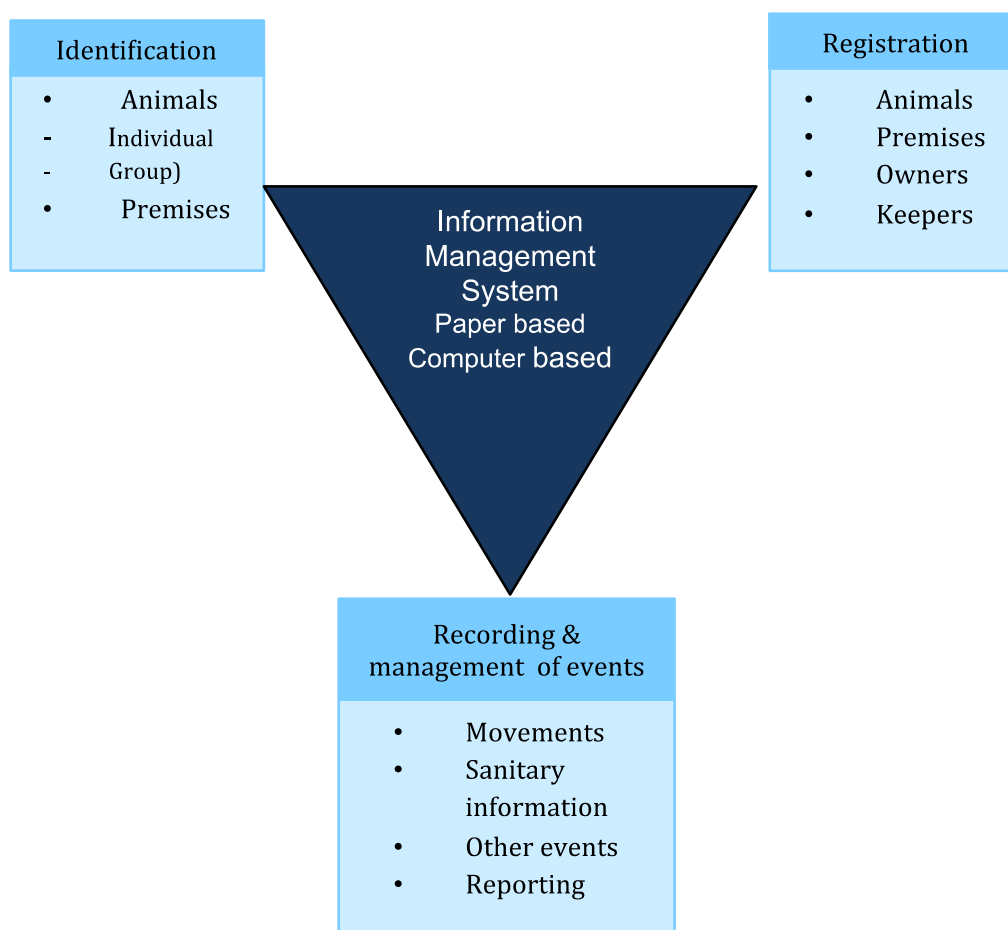 Identification
• Animals
- Individual
- Group)
• Premises
Registration
• Animals
• Premises
• Owners
• Keepers
Information
Management
System
Paper based
Computer based
Recording &
management of events
• Movements
• Sanitary
information
• Other events
• Reporting